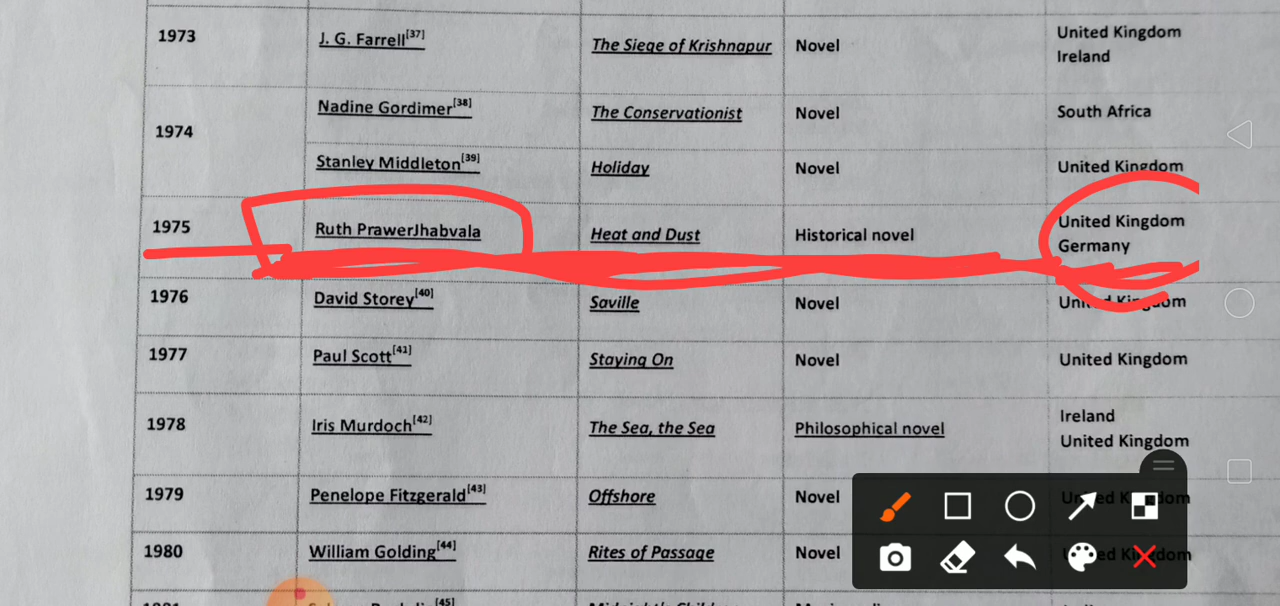 1973 J. G. Farrell[37] The Siege of Krishnapur Novel United Kingdom
Ireland
1974 Nadine Gordimer[38] The Conservationist Novel South Africa
Stanley Middleton[39] Holiday Novel United Kingdom
1975 Ruth PrawerJhabvala Heat and Dust Historical novel United Kingdom
Germany
1976 David Storey[40] Saville Novel United Kingdom
1977 Paul Scott[41] Staying On Novel United Kingdom
1978 Iris Murdoch[42] The Sea, the Sea Philosophical novel Ireland
United Kingdom
1979 Penelope Fitzgerald[43] Offshore Novel
1980 William Golding[44] Rites of Passage Novel
[45]